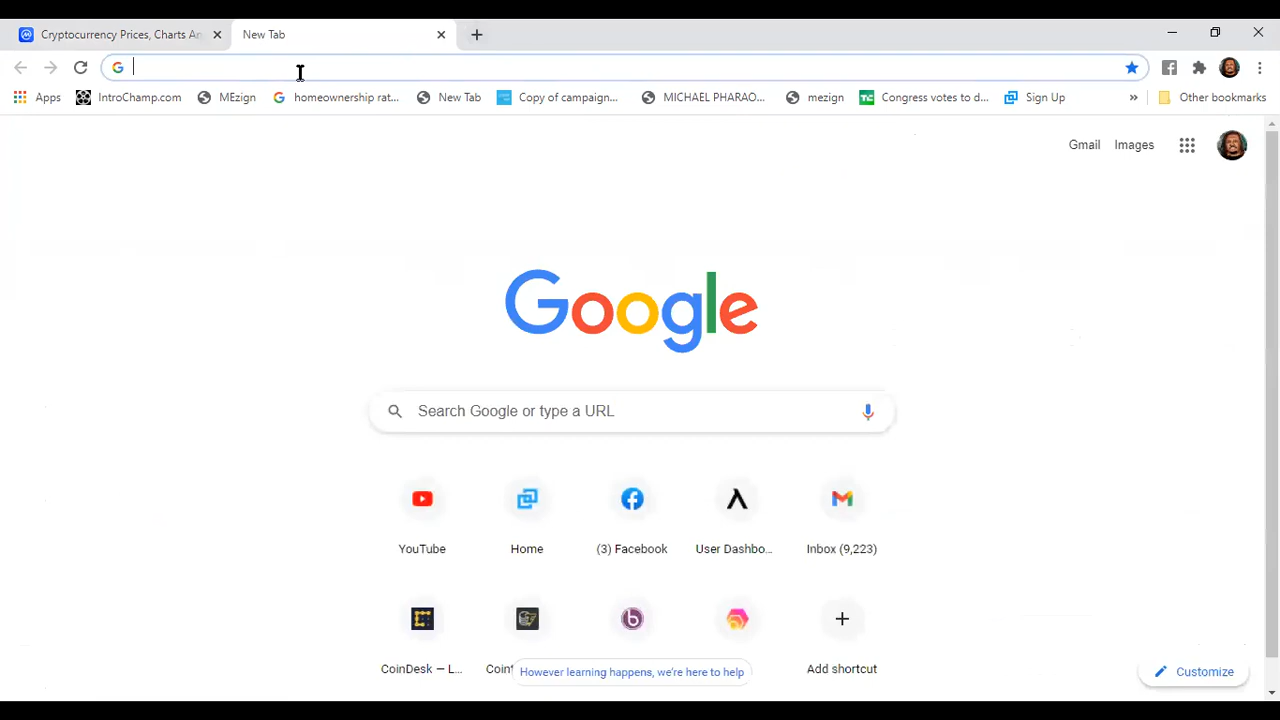 Cryptocurrency Prices, Charts An
New Tab
Apps
IntroChamp.com
MEzign
homeownership rat...
New Tab
Copy of campaign...
MICHAEL PHARAO...
mezign
Congress votes to d...
Sign Up
»
Other bookmarks
Gmail
Images
Google
Search Google or type a URL
YouTube
Home
(3) Facebook
User Dashbo...
Inbox (9,223)
CoinDesk — L...
Coint
However learning happens, we're here to help
Add shortcut
Customize